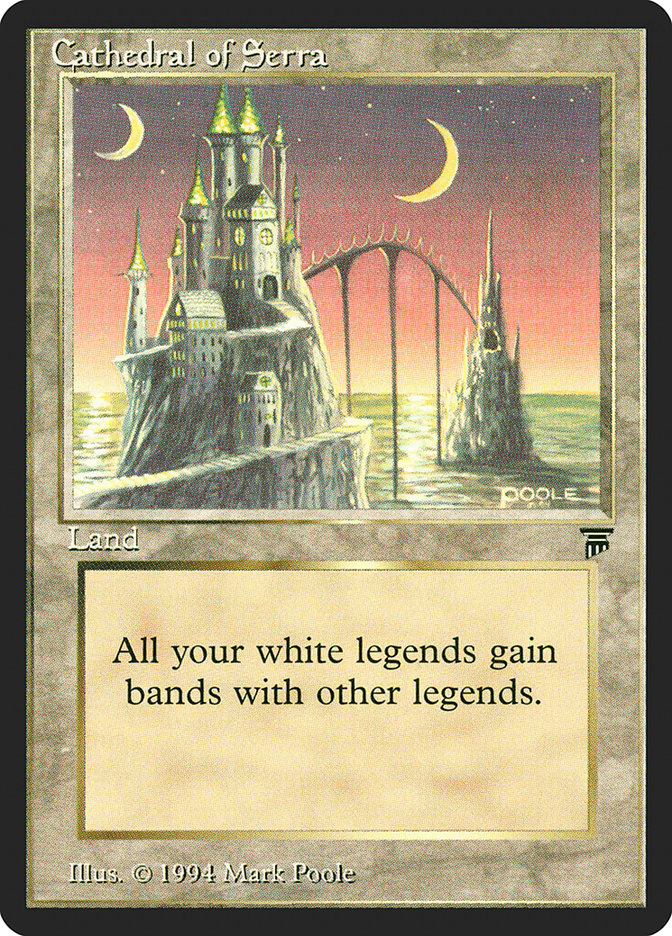 Cathedral of Serra
POOLE
Land
All your white legends gain
bands with other legends.
Illus. © 1994 Mark Poole